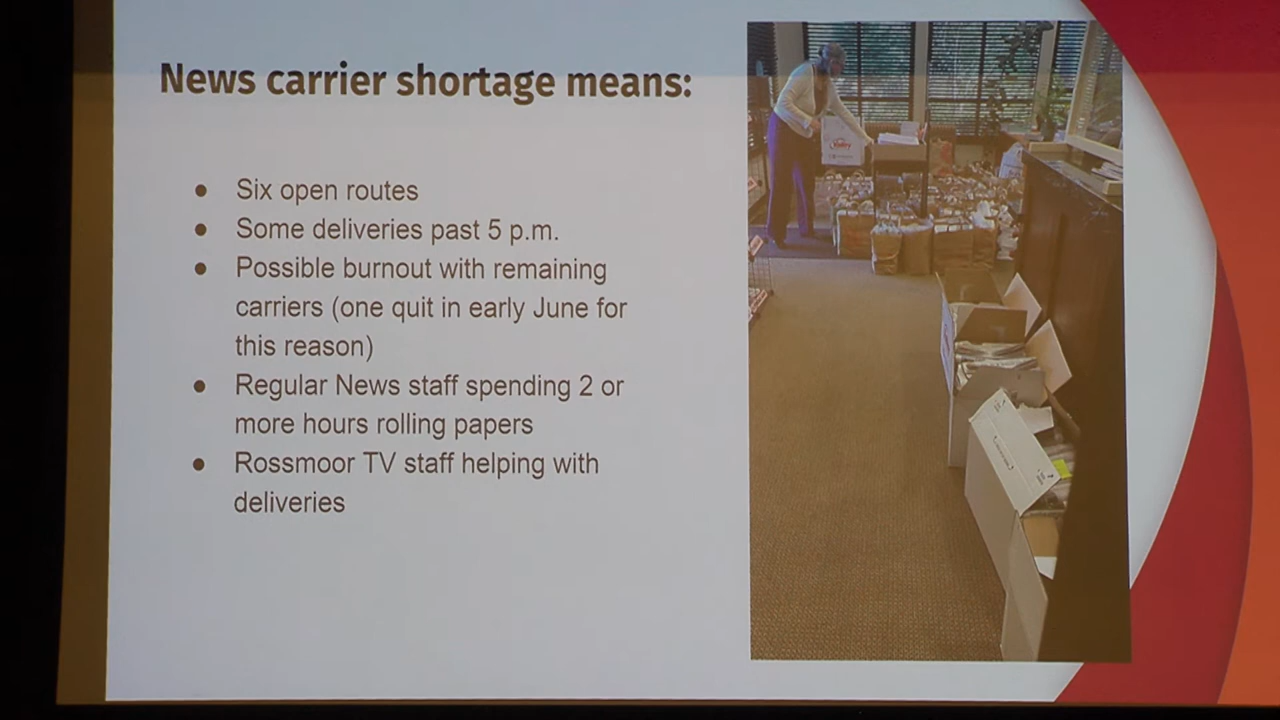 News carrier shortage means:
● Six open routes
● Some deliveries past 5 p.m.
● Possible burnout with remaining
carriers (one quit in early June for
this reason)
● Regular News staff spending 2 or
more hours rolling papers
● Rossmoor TV staff helping with
deliveries